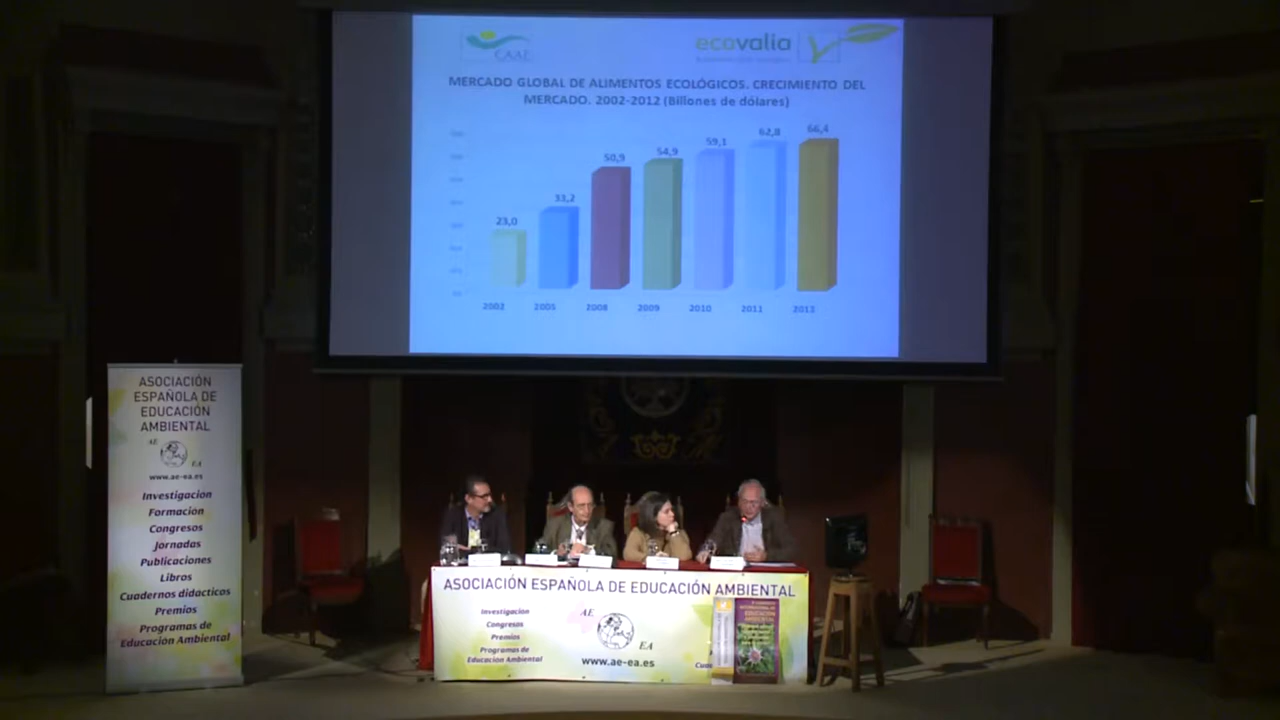 CAAE
ecovalia
MERCADO GLOBAL DE ALIMENTOS ECOLÓGICOS. CRECIMIENTO DEL
MERCADO. 2002-2012 (Billones de dólares)
23,0
33,2
50,9
54,9
59,1
62,8
66,4
2002
2005
2008
2009
2010
2011
2012
ASOCIACIÓN
ESPAÑOLA DE
EDUCACIÓN
AMBIENTAL
AE
EA
www.ae-ea.es
Investigacion
Formacion
Congresos
Jornadas
Publicaciones
Libros
Cuadernos didacticos
Premios
Programas de
Educación Ambiental
ASOCIACIÓN ESPAÑOLA DE EDUCACIÓN AMBIENTAL
Investigacion
Congresos
Premios
Programas de
Educacion Ambiental
AE
EA
www.ae-ea.es
EDUCACIÓN
AMBIENTAL